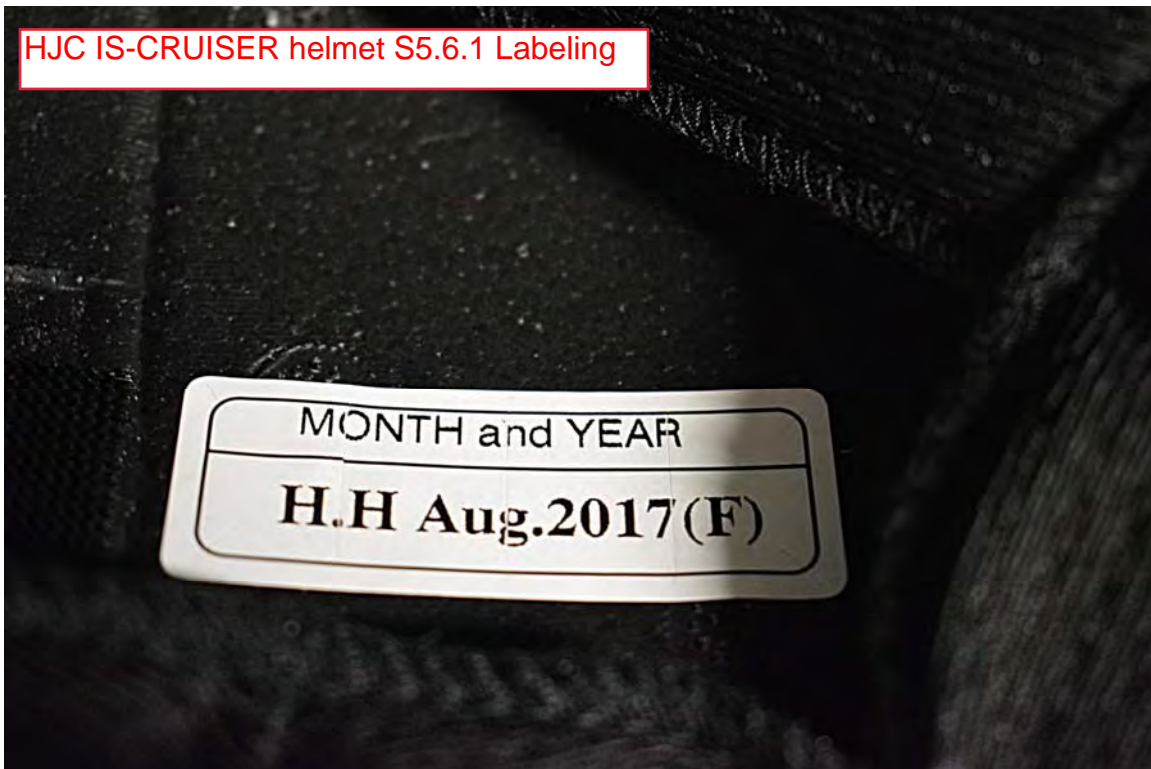 HJC IS-CRUISER helmet S5.6.1 Labeling
MONTH and YEAR
H.H Aug.2017(F)